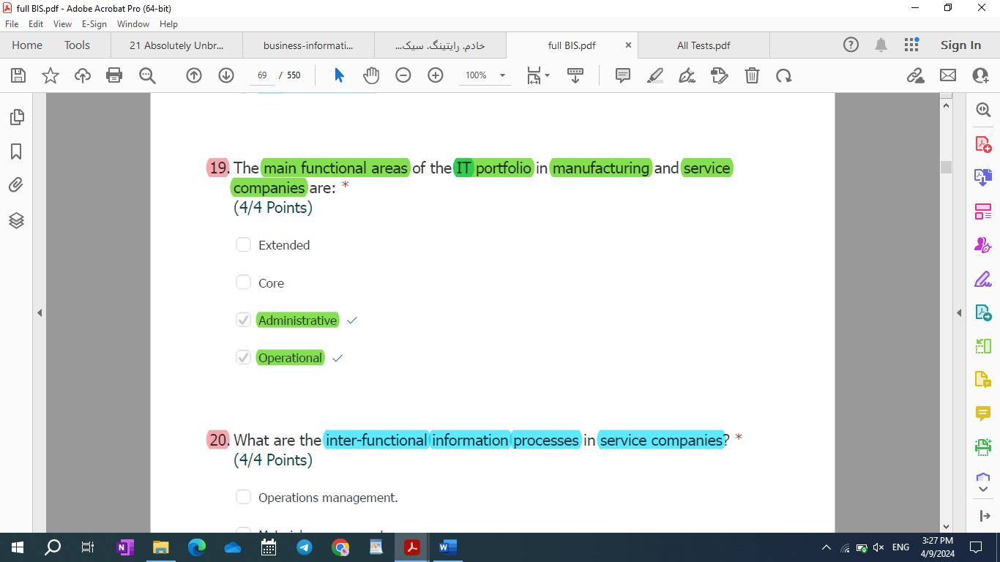 full BIS.pdf - Adobe Acrobat Pro (64-bit)
File Edit View E-Sign Window Help
Home Tools 21 Absolutely Unbr... business-informati... خادم. رایتینگ. سیک... full BIS.pdf × All Tests.pdf Sign In
69 / 550 100%
19. The main functional areas of the IT portfolio in manufacturing and service
companies are: *
(4/4 Points)
Extended
Core
Administrative
Operational
20. What are the inter-functional information processes in service companies? *
(4/4 Points)
Operations management.
ENG 3:27 PM
4/9/2024